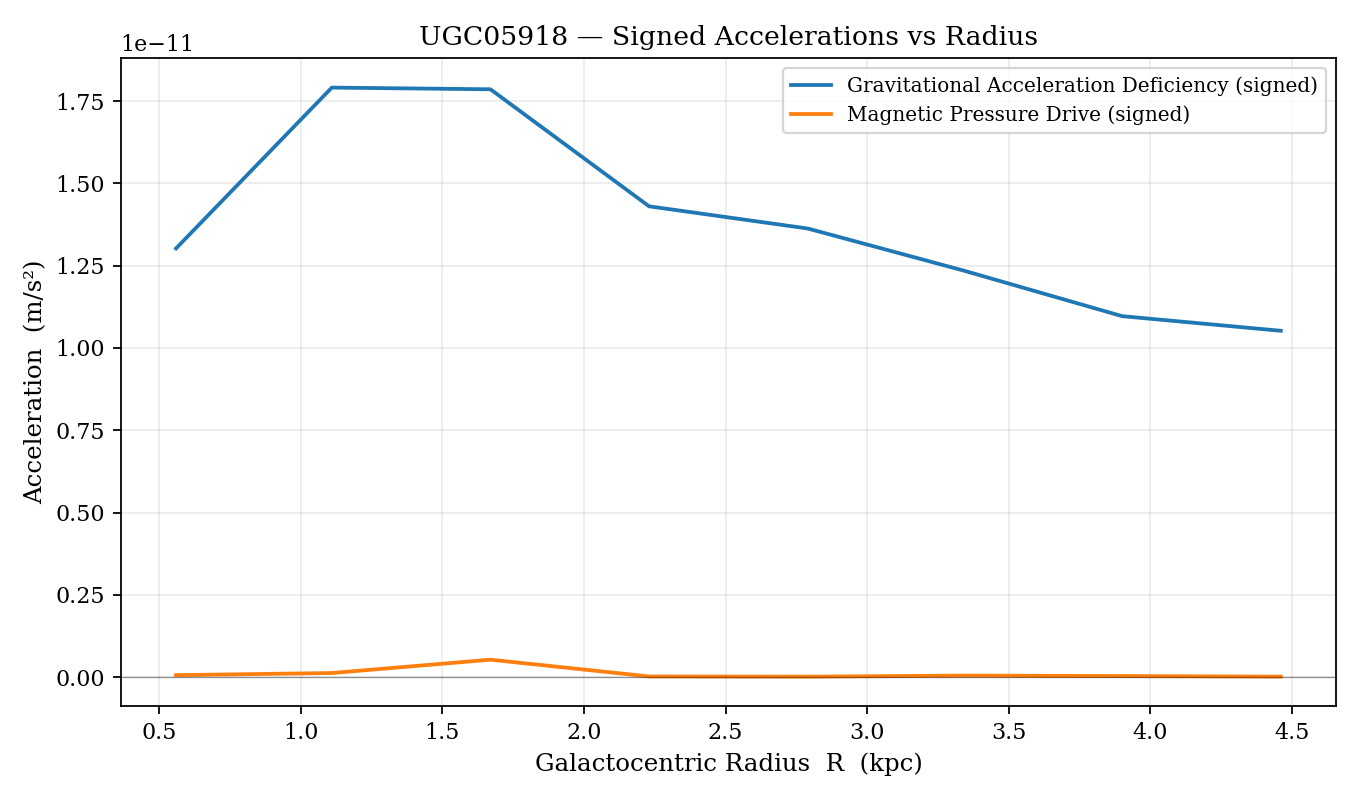 UGC05918 — Signed Accelerations vs Radius
1e−11
Gravitational Acceleration Deficiency (signed)
Magnetic Pressure Drive (signed)
1.75
1.50
1.25
1.00
0.75
0.50
0.25
0.00
Acceleration (m/s²)
0.5 1.0 1.5 2.0 2.5 3.0 3.5 4.0 4.5
Galactocentric Radius R (kpc)